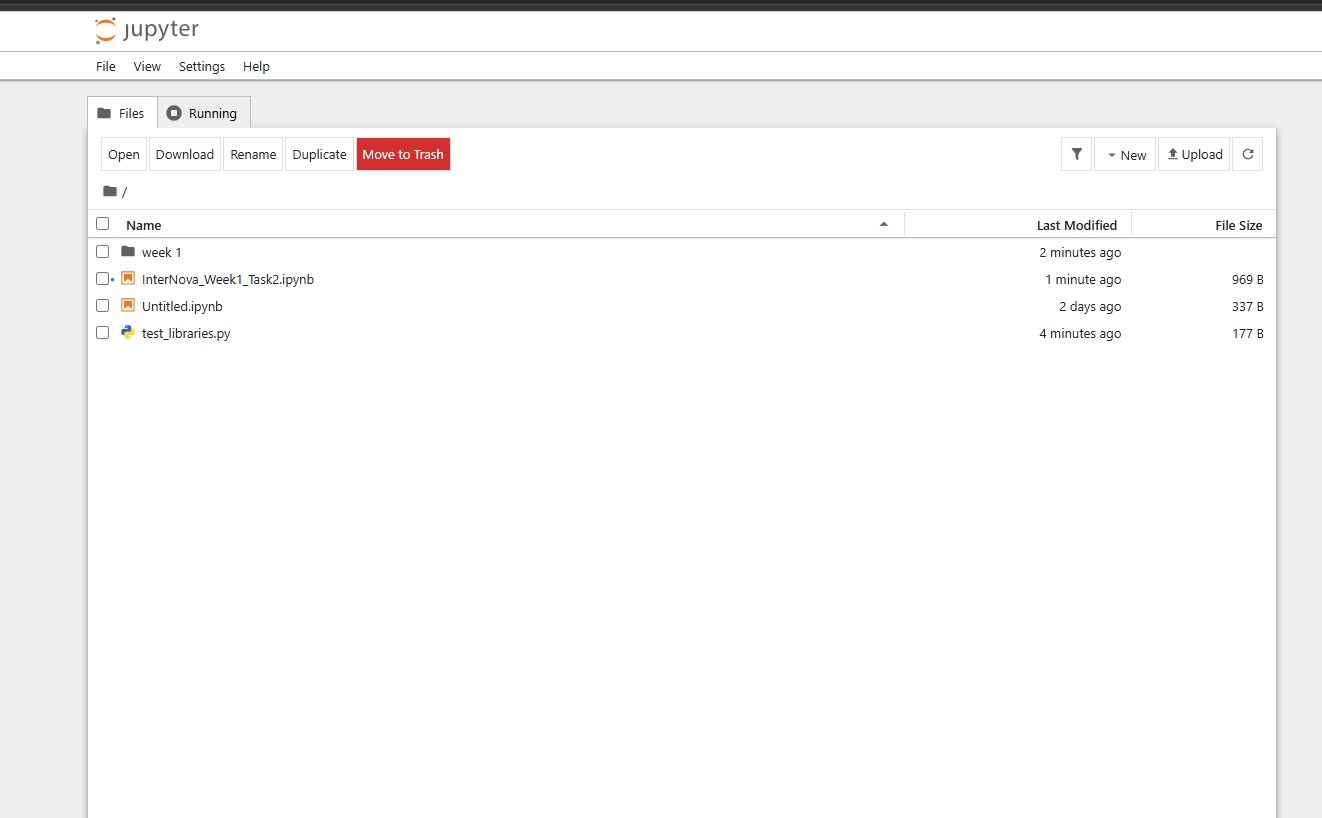 jupyter
File View Settings Help
Files Running
Open Download Rename Duplicate Move to Trash New Upload
/
Name Last Modified File Size
week 1 2 minutes ago
InterNova_Week1_Task2.ipynb 1 minute ago 969 B
Untitled.ipynb 2 days ago 337 B
test_libraries.py 4 minutes ago 177 B